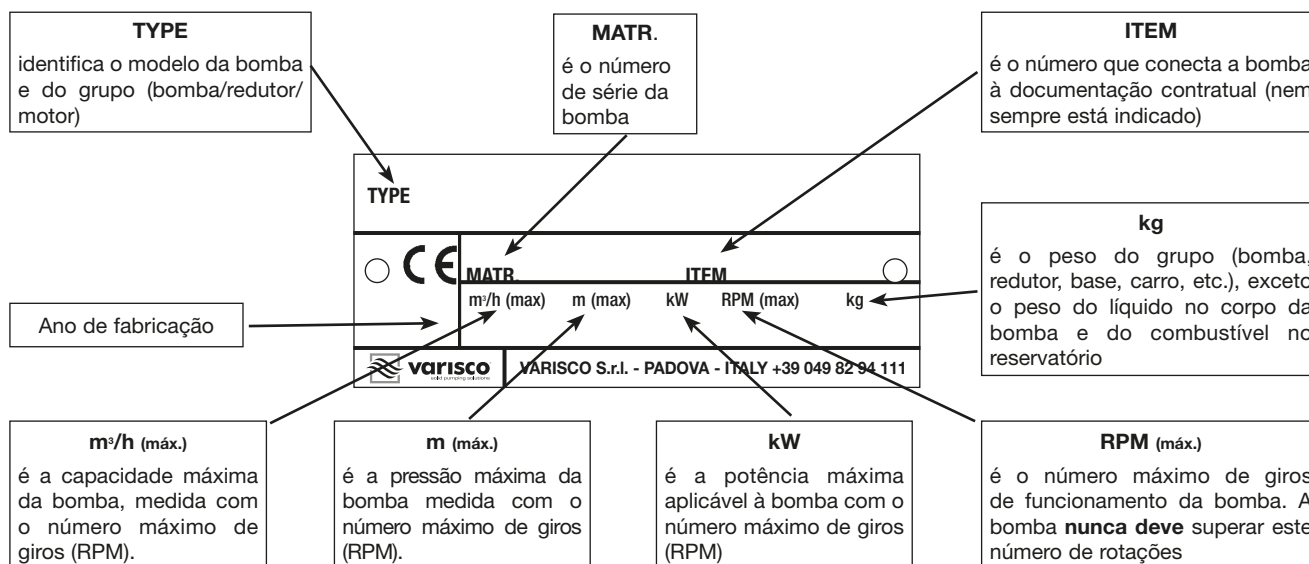 TYPE
identifica o modelo da bomba
e do grupo (bomba/redutor/
motor)
MATR.
é o número
de série da
bomba
ITEM
é o número que conecta a bomba
à documentação contratual (nem
sempre está indicado)
TYPE
CE
MATR.
ITEM
m³/h (max) m (max) kW RPM (max) kg
varisco
solid pumping solutions
VARISCO S.r.l. - PADOVA - ITALY +39 049 82 94 111
Ano de fabricação
kg
é o peso do grupo (bomba,
redutor, base, carro, etc.), exceto
o peso do líquido no corpo da
bomba e do combustível no
reservatório
m³/h (máx.)
é a capacidade máxima
da bomba, medida com
o número máximo de
giros (RPM).
m (máx.)
é a pressão máxima da
bomba medida com o
número máximo de giros
(RPM).
kW
é a potência máxima
aplicável à bomba com o
número máximo de giros
(RPM)
RPM (máx.)
é o número máximo de giros
de funcionamento da bomba. A
bomba nunca deve superar este
número de rotações